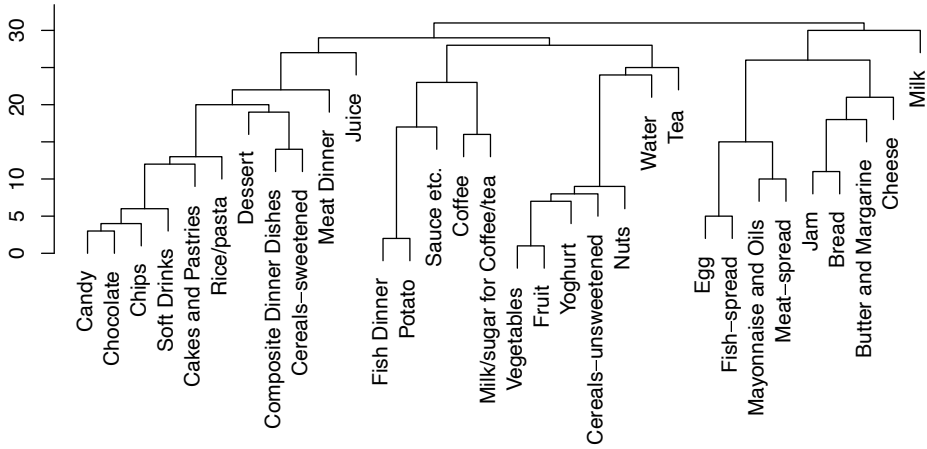 30
20
10
5
0
Candy
Chocolate
Chips
Soft Drinks
Cakes and Pastries
Rice/pasta
Dessert
Composite Dinner Dishes
Cereals−sweetened
Meat Dinner
Juice
Fish Dinner
Potato
Sauce etc.
Coffee
Milk/sugar for Coffee/tea
Vegetables
Fruit
Yoghurt
Cereals−unsweetened
Nuts
Water
Tea
Egg
Fish−spread
Mayonnaise and Oils
Meat−spread
Jam
Bread
Butter and Margarine
Cheese
Milk